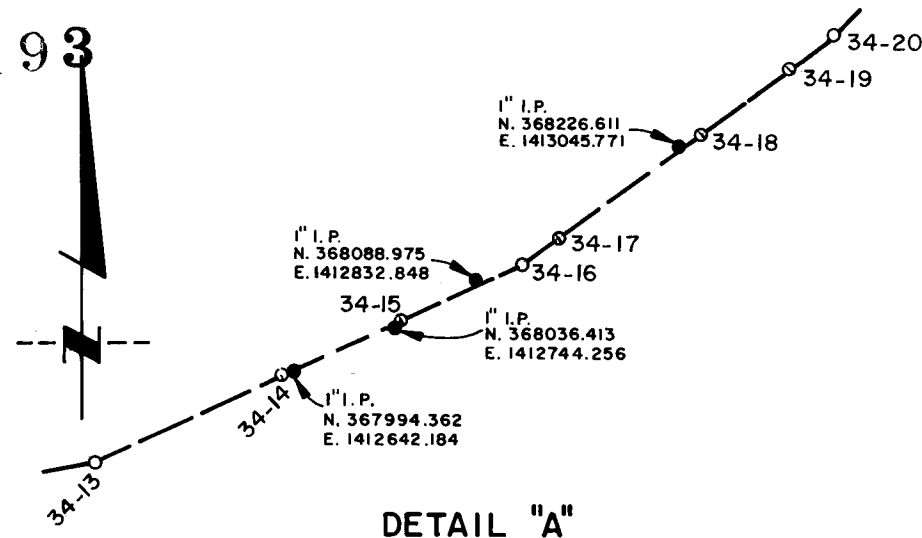 93
34-20
34-19
1" I.P.
N. 368226.611
E. 1413045.771
34-18
1" I.P.
N. 368088.975
E. 1412832.848
34-17
34-16
34-15
1" I.P.
N. 368036.413
E. 1412744.256
34-14
1" I.P.
N. 367994.362
E. 1412642.184
34-13
N
DETAIL "A"